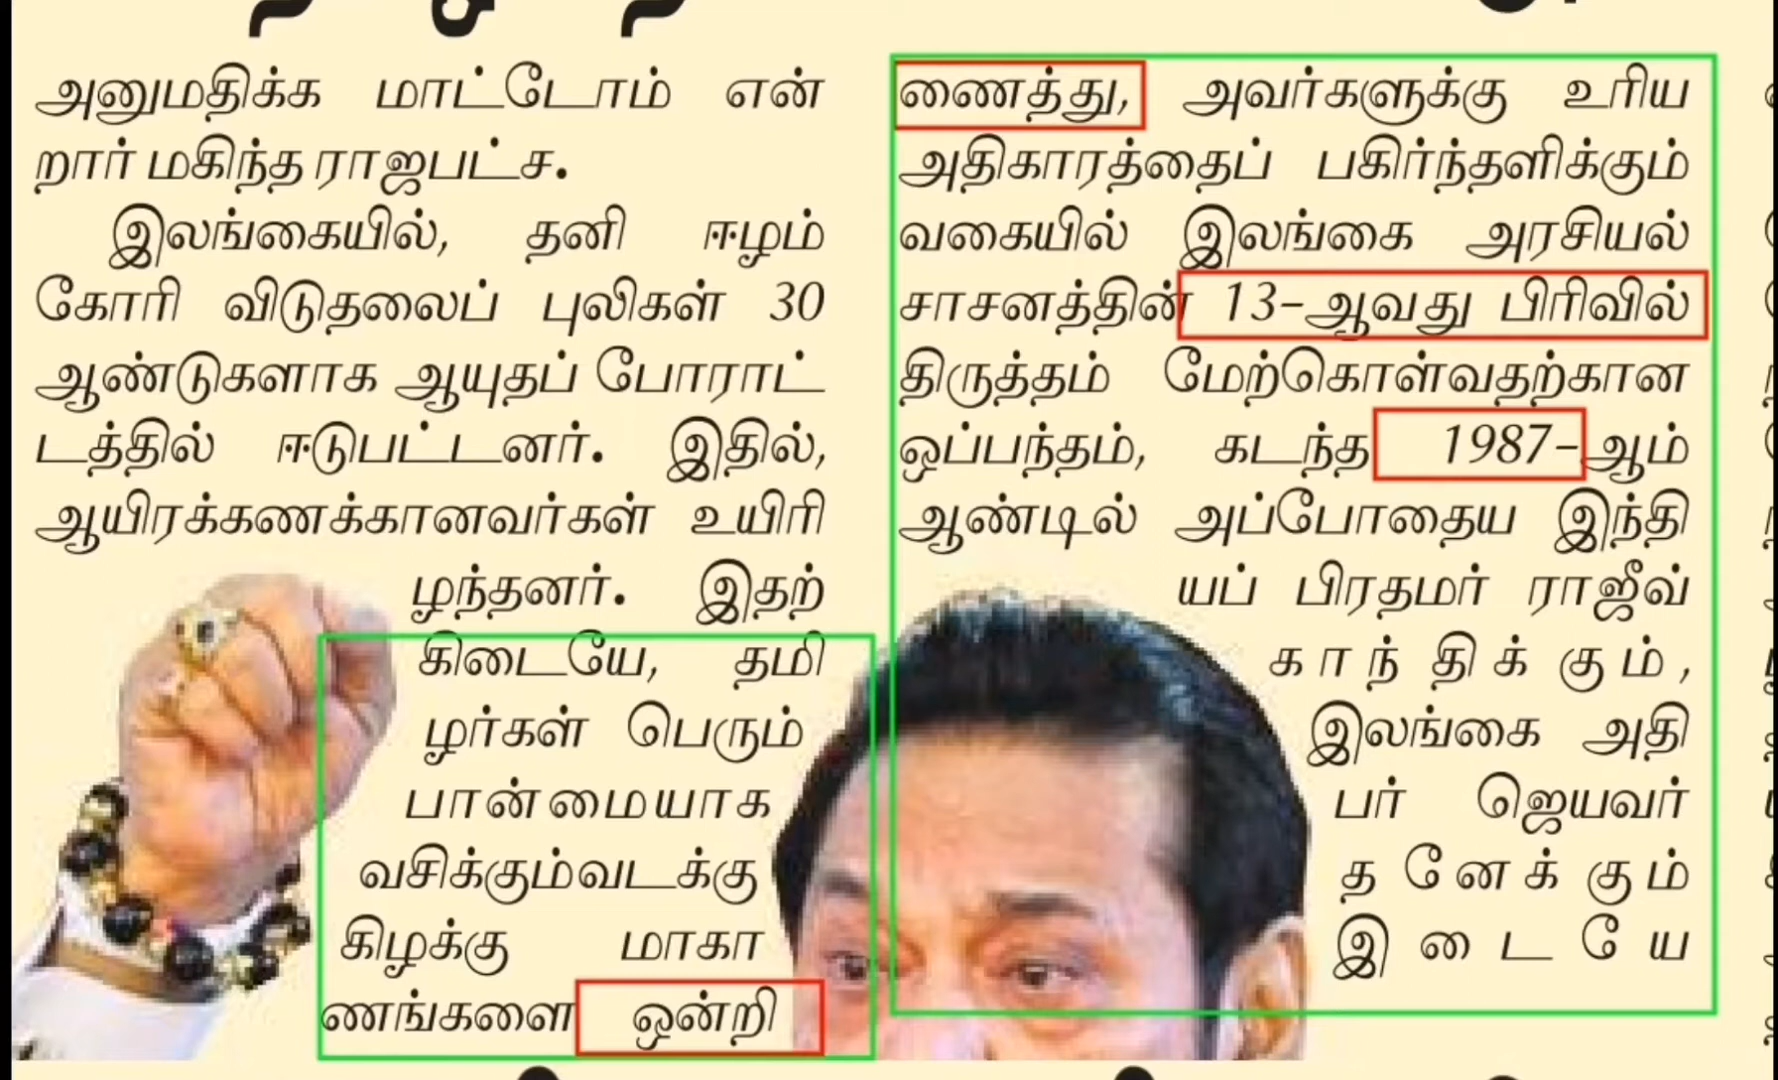 அனுமதிக்க மாட்டோம் என்
றார் மகிந்த ராஜபட்ச.
இலங்கையில், தனி ஈழம்
கோரி விடுதலைப் புலிகள் 30
ஆண்டுகளாக ஆயுதப் போராட்
டத்தில் ஈடுபட்டனர். இதில்,
ஆயிரக்கணக்கானவர்கள் உயிரி
ழந்தனர். இதற்
கிடையே, தமி
ழர்கள் பெரும்
பான்மையாக
வசிக்கும்வடக்கு
கிழக்கு மாகா
ணங்களை ஒன்றி
ணைத்து, அவர்களுக்கு உரிய
அதிகாரத்தைப் பகிர்ந்தளிக்கும்
வகையில் இலங்கை அரசியல்
சாசனத்தின் 13-ஆவது பிரிவில்
திருத்தம் மேற்கொள்வதற்கான
ஒப்பந்தம், கடந்த 1987-ஆம்
ஆண்டில் அப்போதைய இந்தி
யப் பிரதமர் ராஜீவ்
காந்திக்கும்,
இலங்கை அதி
பர் ஜெயவர்
தனேக்கும்
இடையே